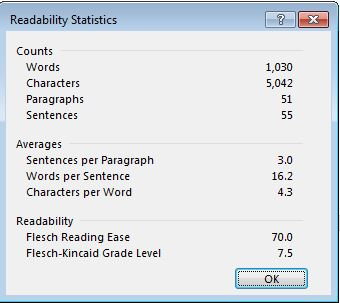 Readability Statistics
Counts
Words 1,030
Characters 5,042
Paragraphs 51
Sentences 55
Averages
Sentences per Paragraph 3.0
Words per Sentence 16.2
Characters per Word 4.3
Readability
Flesch Reading Ease 70.0
Flesch-Kincaid Grade Level 7.5
OK